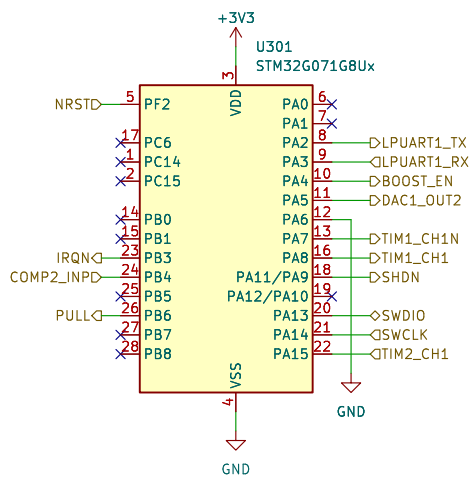 +3V3
U301
STM32G071G8Ux
3
VDD
NRST 5 PF2
PA0 6
PA1 7
17 PC6
PA2 8 LPUART1_TX
1 PC14
PA3 9 LPUART1_RX
2 PC15
PA4 10 BOOST_EN
PA5 11 DAC1_OUT2
14 PB0
PA6 12
15 PB1
PA7 13 TIM1_CH1N
IRQN 23 PB3
PA8 16 TIM1_CH1
COMP2_INP 24 PB4
PA11/PA9 18 SHDN
25 PB5
PA12/PA10 19
PULL 26 PB6
PA13 20 SWDIO
27 PB7
PA14 21 SWCLK
28 PB8
PA15 22 TIM2_CH1
VSS
4
GND
GND